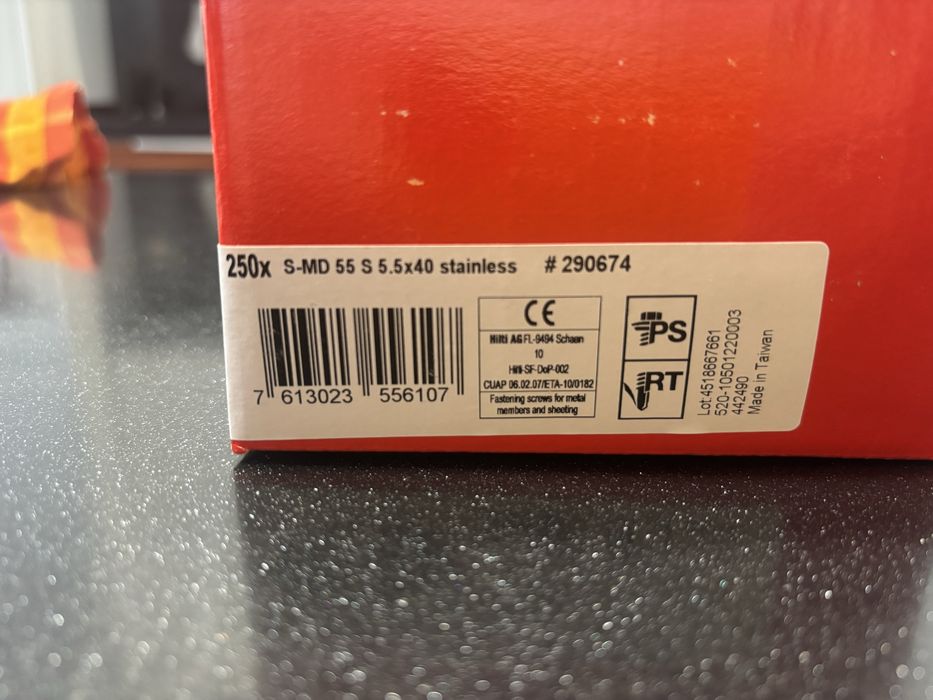 250x S-MD 55 S 5.5x40 stainless # 290674
7 613023 556107
CE
Hilti AG FL-9494 Schaan
10
Hilti-SF-DoP-002
CUAP 06.02.07/ETA-10/0182
Fastening screws for metal
members and sheeting
PS
RT
Lot:4518667661
520-10501220003
442490
Made in Taiwan